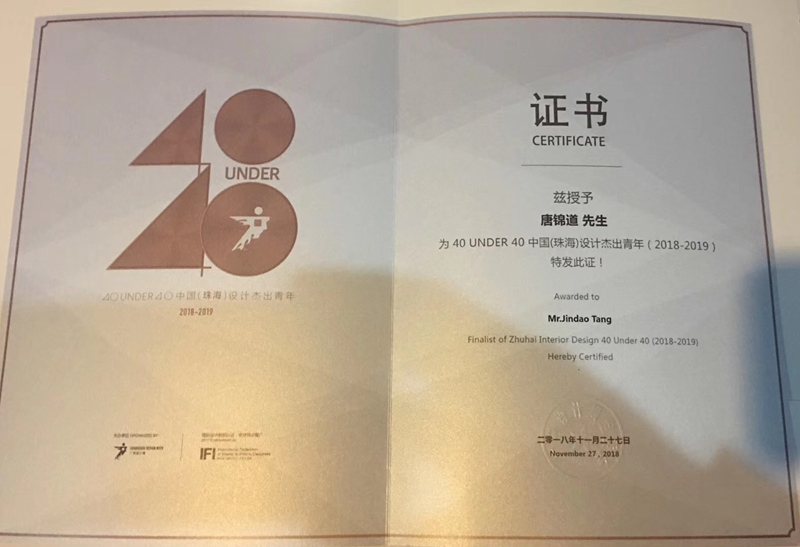 40
UNDER
40
40 UNDER 40 中国(珠海)设计杰出青年
2018-2019
IFI
证书
CERTIFICATE
兹授予
唐锦道 先生
为 40 UNDER 40 中国(珠海)设计杰出青年（2018-2019）
特发此证！
Awarded to
Mr.Jindao Tang
Finalist of Zhuhai Interior Design 40 Under 40 (2018-2019)
Hereby Certified
二零一八年十一月二十七日
November 27 , 2018